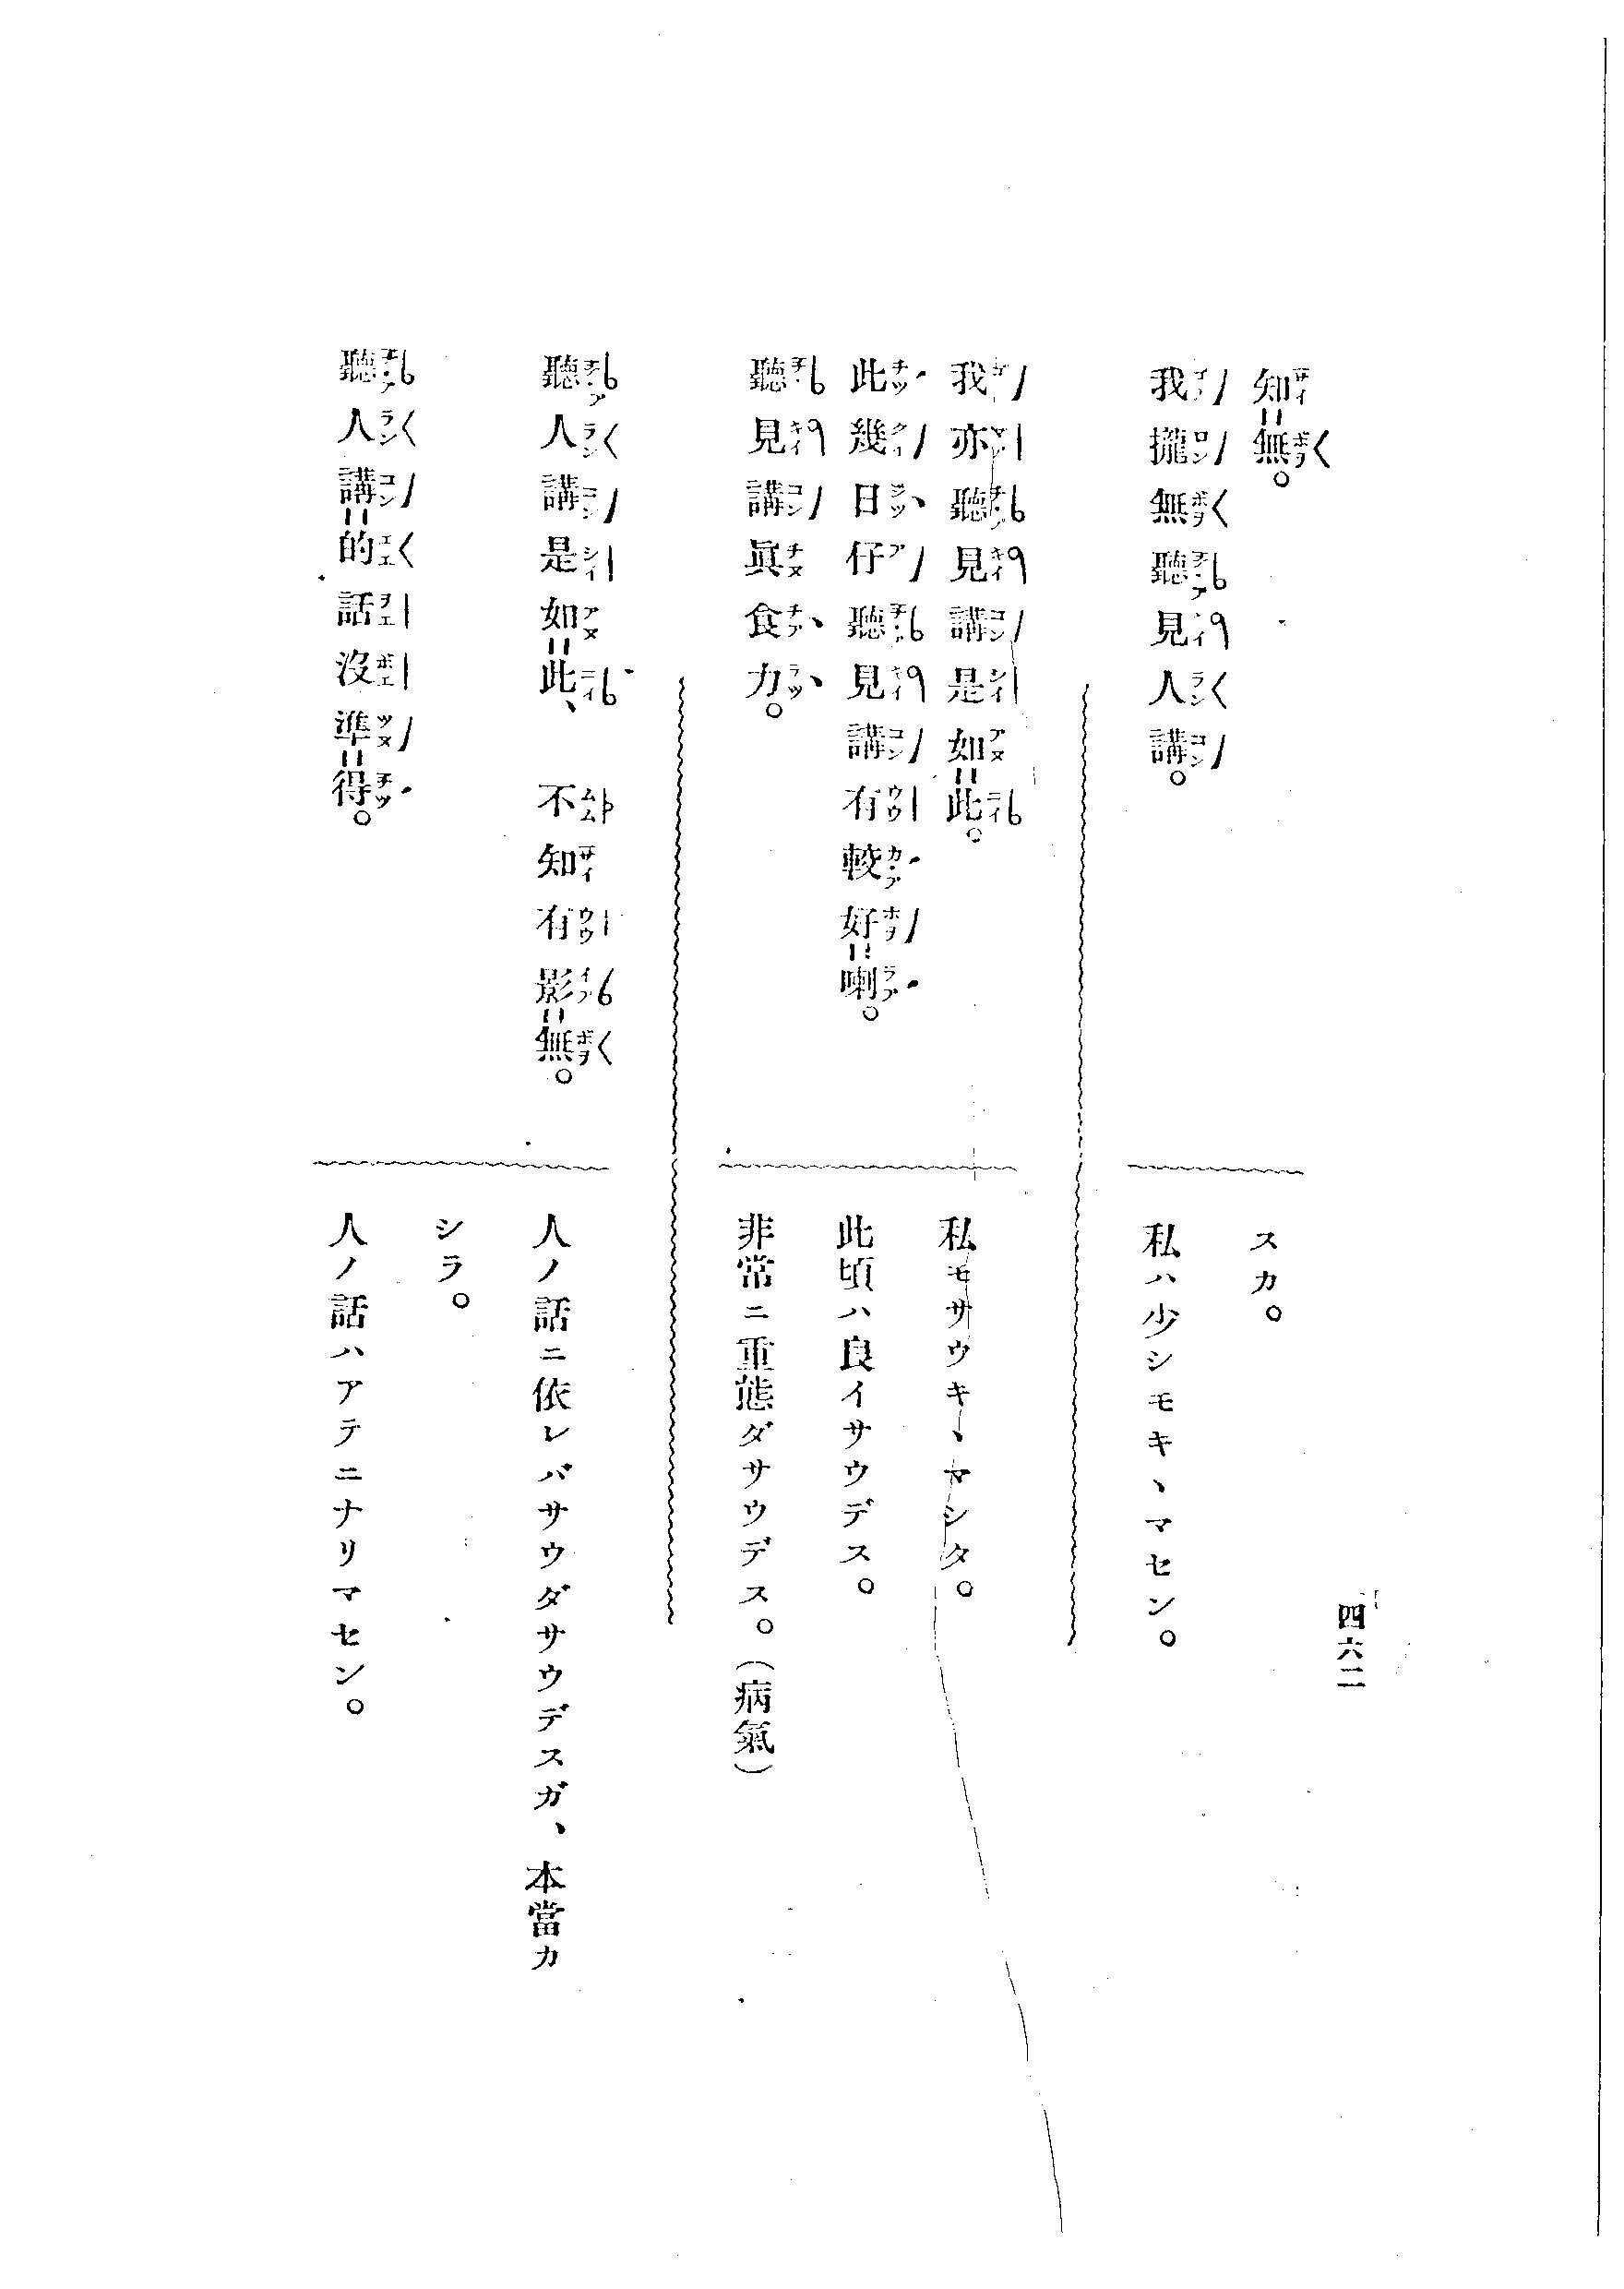 四六二
知=無。
我攏無聽見人講。
スカ。
私ハ少シモキヽマセン。
我亦聽見講是如=此。
此幾日仔聽見講有較好=喇。
聽見講眞食力。
私モサウキヽマシタ。
此頃ハ良イサウデス。
非常ニ重態ダサウデス。(病氣)
聽人講是如=此、不知有影=無。
聽人講=的話沒準=得。
人ノ話ニ依レバサウダサウデスガ、本當カ
シラ。
人ノ話ハアテニナリマセン。